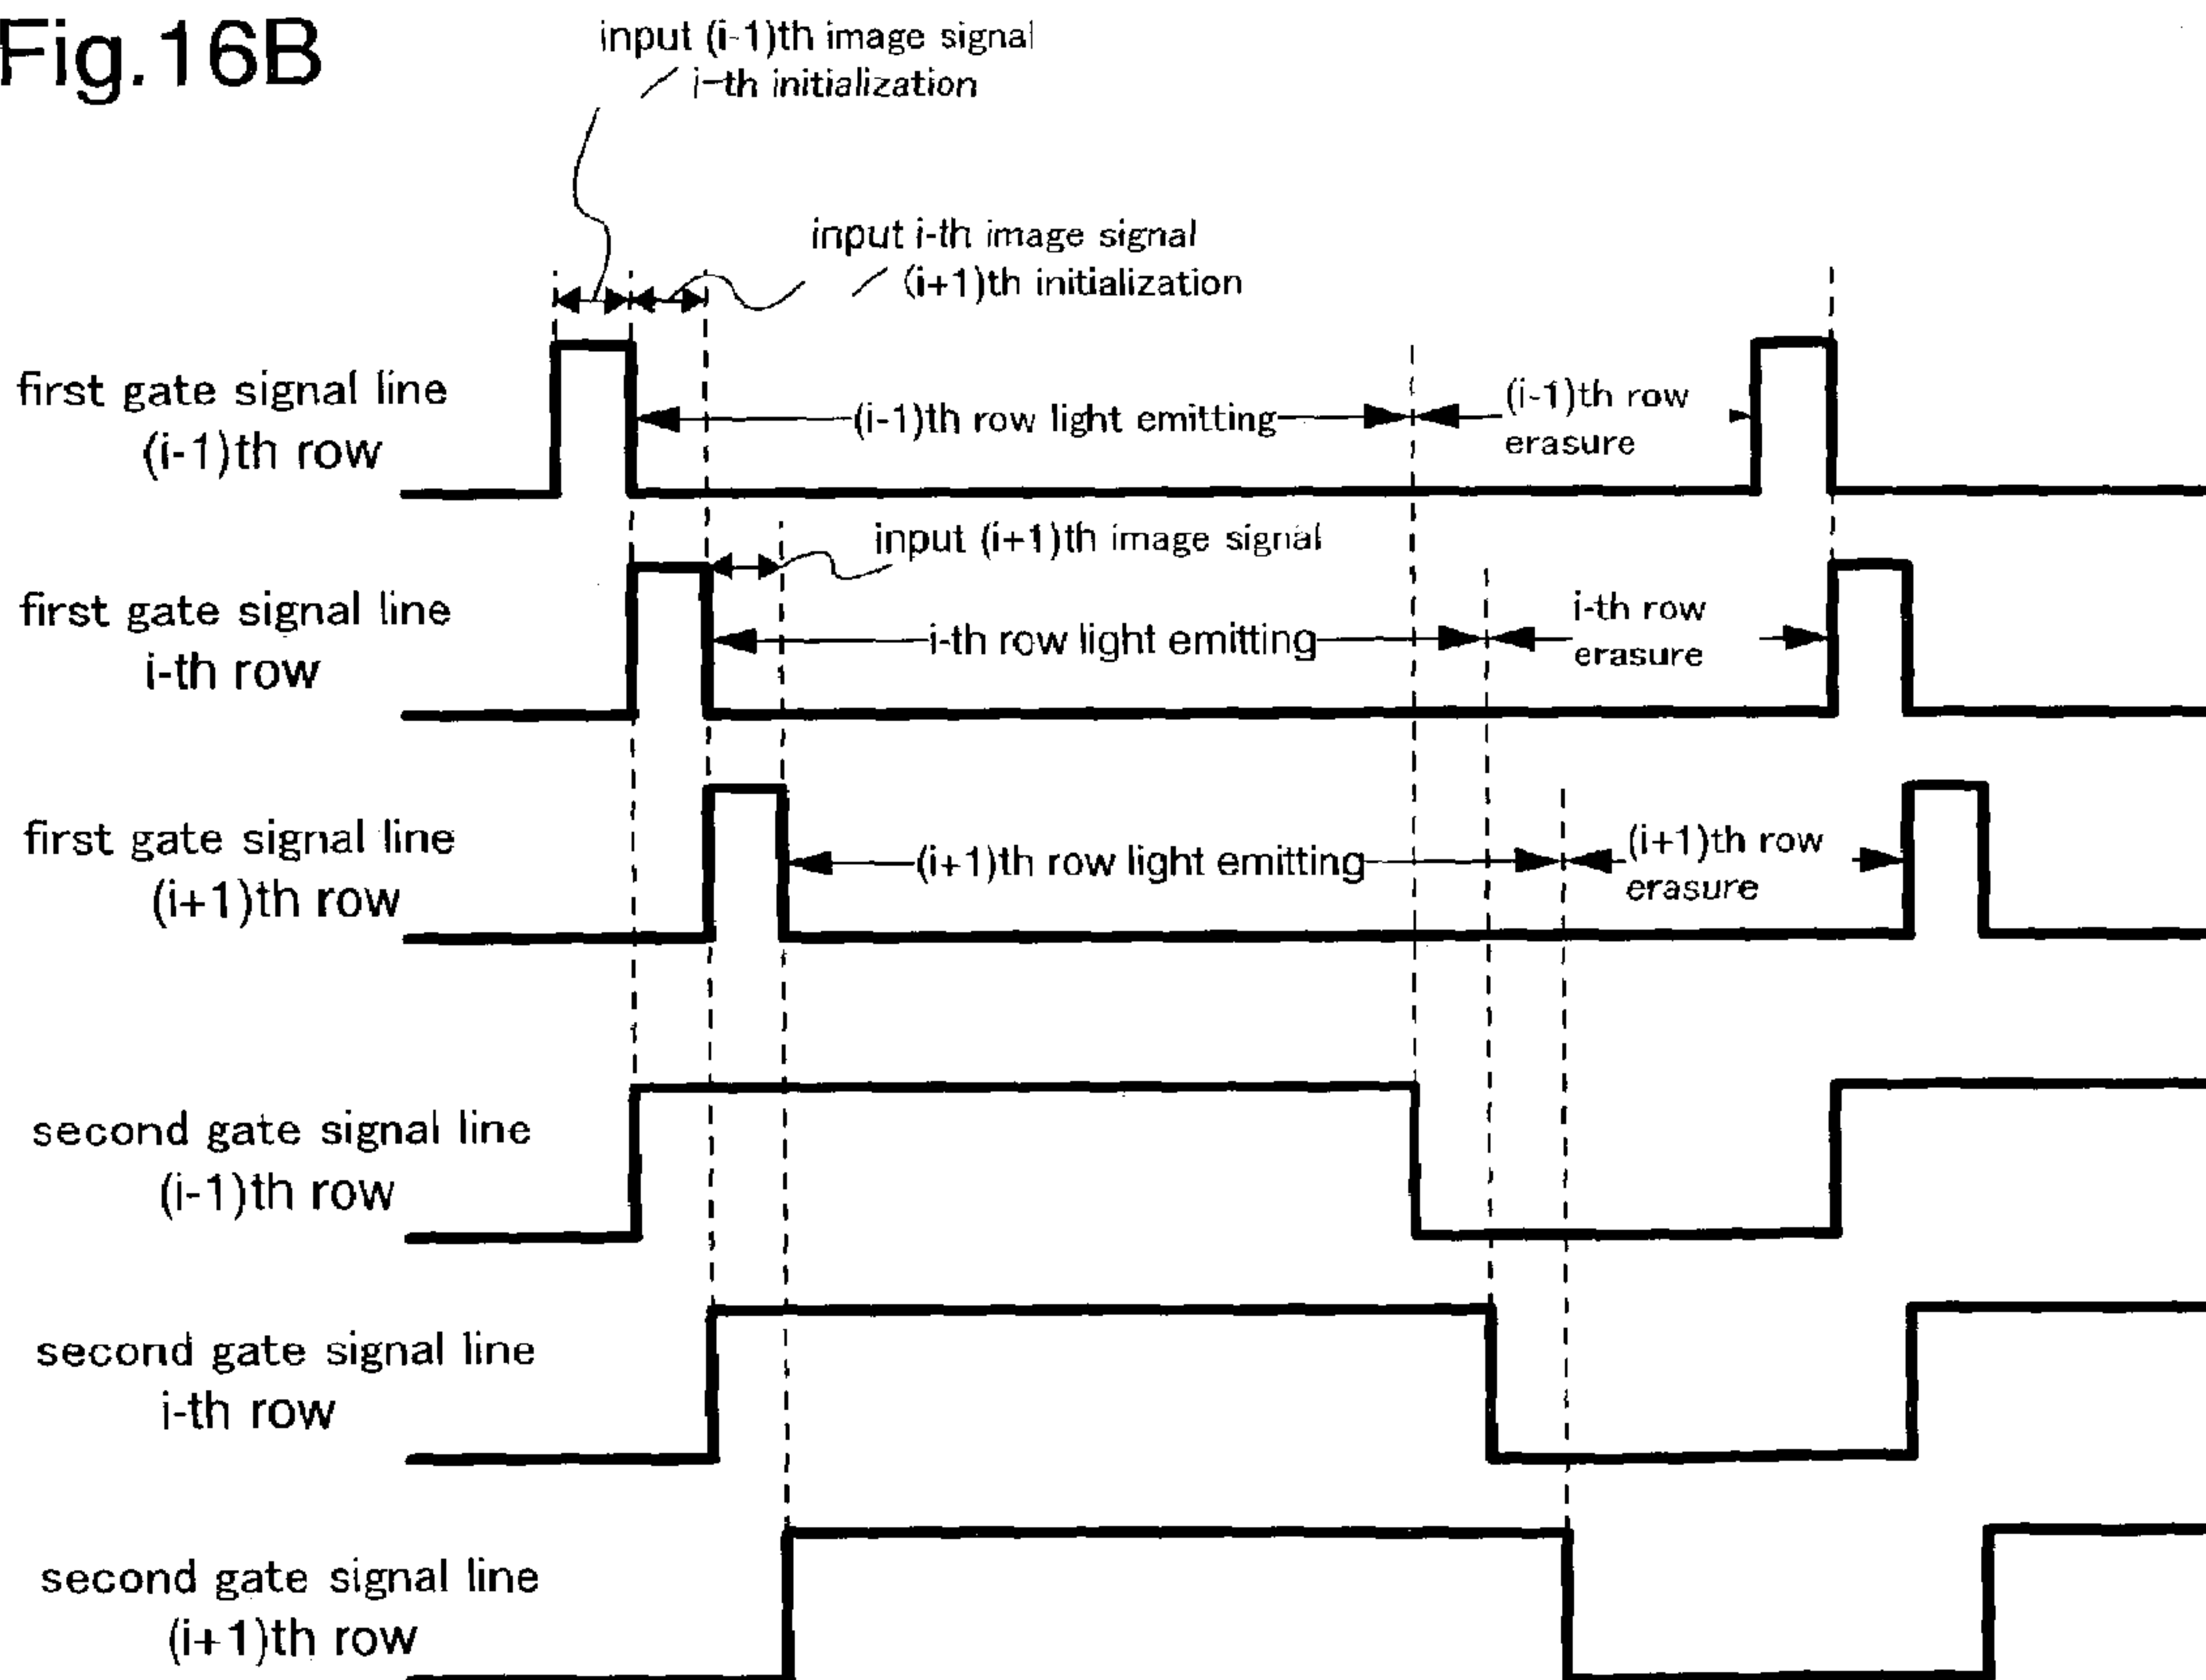 Fig.16B
input (i-1)th image signal
／ i-th initialization
input i-th image signal
／ (i+1)th initialization
first gate signal line
(i-1)th row
(i-1)th row light emitting
(i-1)th row
erasure
input (i+1)th image signal
first gate signal line
i-th row
i-th row light emitting
i-th row
erasure
first gate signal line
(i+1)th row
(i+1)th row light emitting
(i+1)th row
erasure
second gate signal line
(i-1)th row
second gate signal line
i-th row
second gate signal line
(i+1)th row